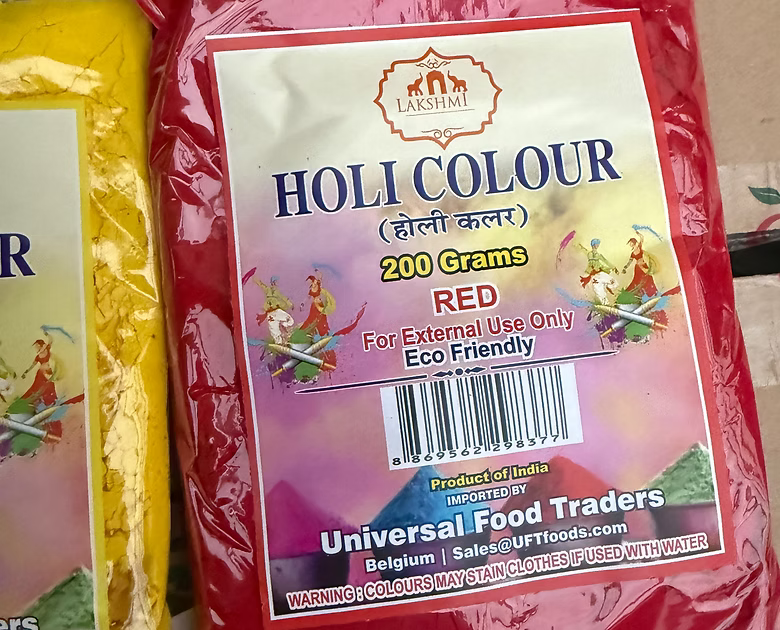 LAKSHMI
HOLI COLOUR
(होली कलर)
200 Grams
RED
For External Use Only
Eco Friendly
8 869562 298377
Product of India
IMPORTED BY
Universal Food Traders
Belgium | Sales@UFTfoods.com
WARNING : COLOURS MAY STAIN CLOTHES IF USED WITH WATER
R
ers